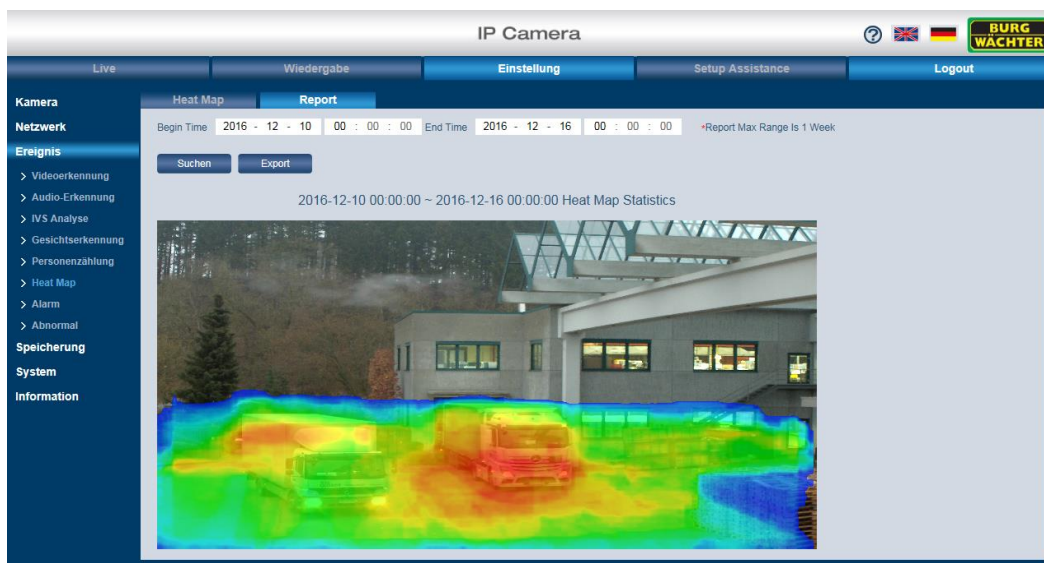 IP Camera
?
BURG
WÄCHTER
Live Wiedergabe Einstellung Setup Assistance Logout
Kamera
Netzwerk
Ereignis
> Videoerkennung
> Audio-Erkennung
> IVS Analyse
> Gesichtserkennung
> Personenzählung
> Heat Map
> Alarm
> Abnormal
Speicherung
System
Information
Heat Map Report
Begin Time 2016 - 12 - 10 00 : 00 : 00 End Time 2016 - 12 - 16 00 : 00 : 00 *Report Max Range Is 1 Week
Suchen Export
2016-12-10 00:00:00 ~ 2016-12-16 00:00:00 Heat Map Statistics